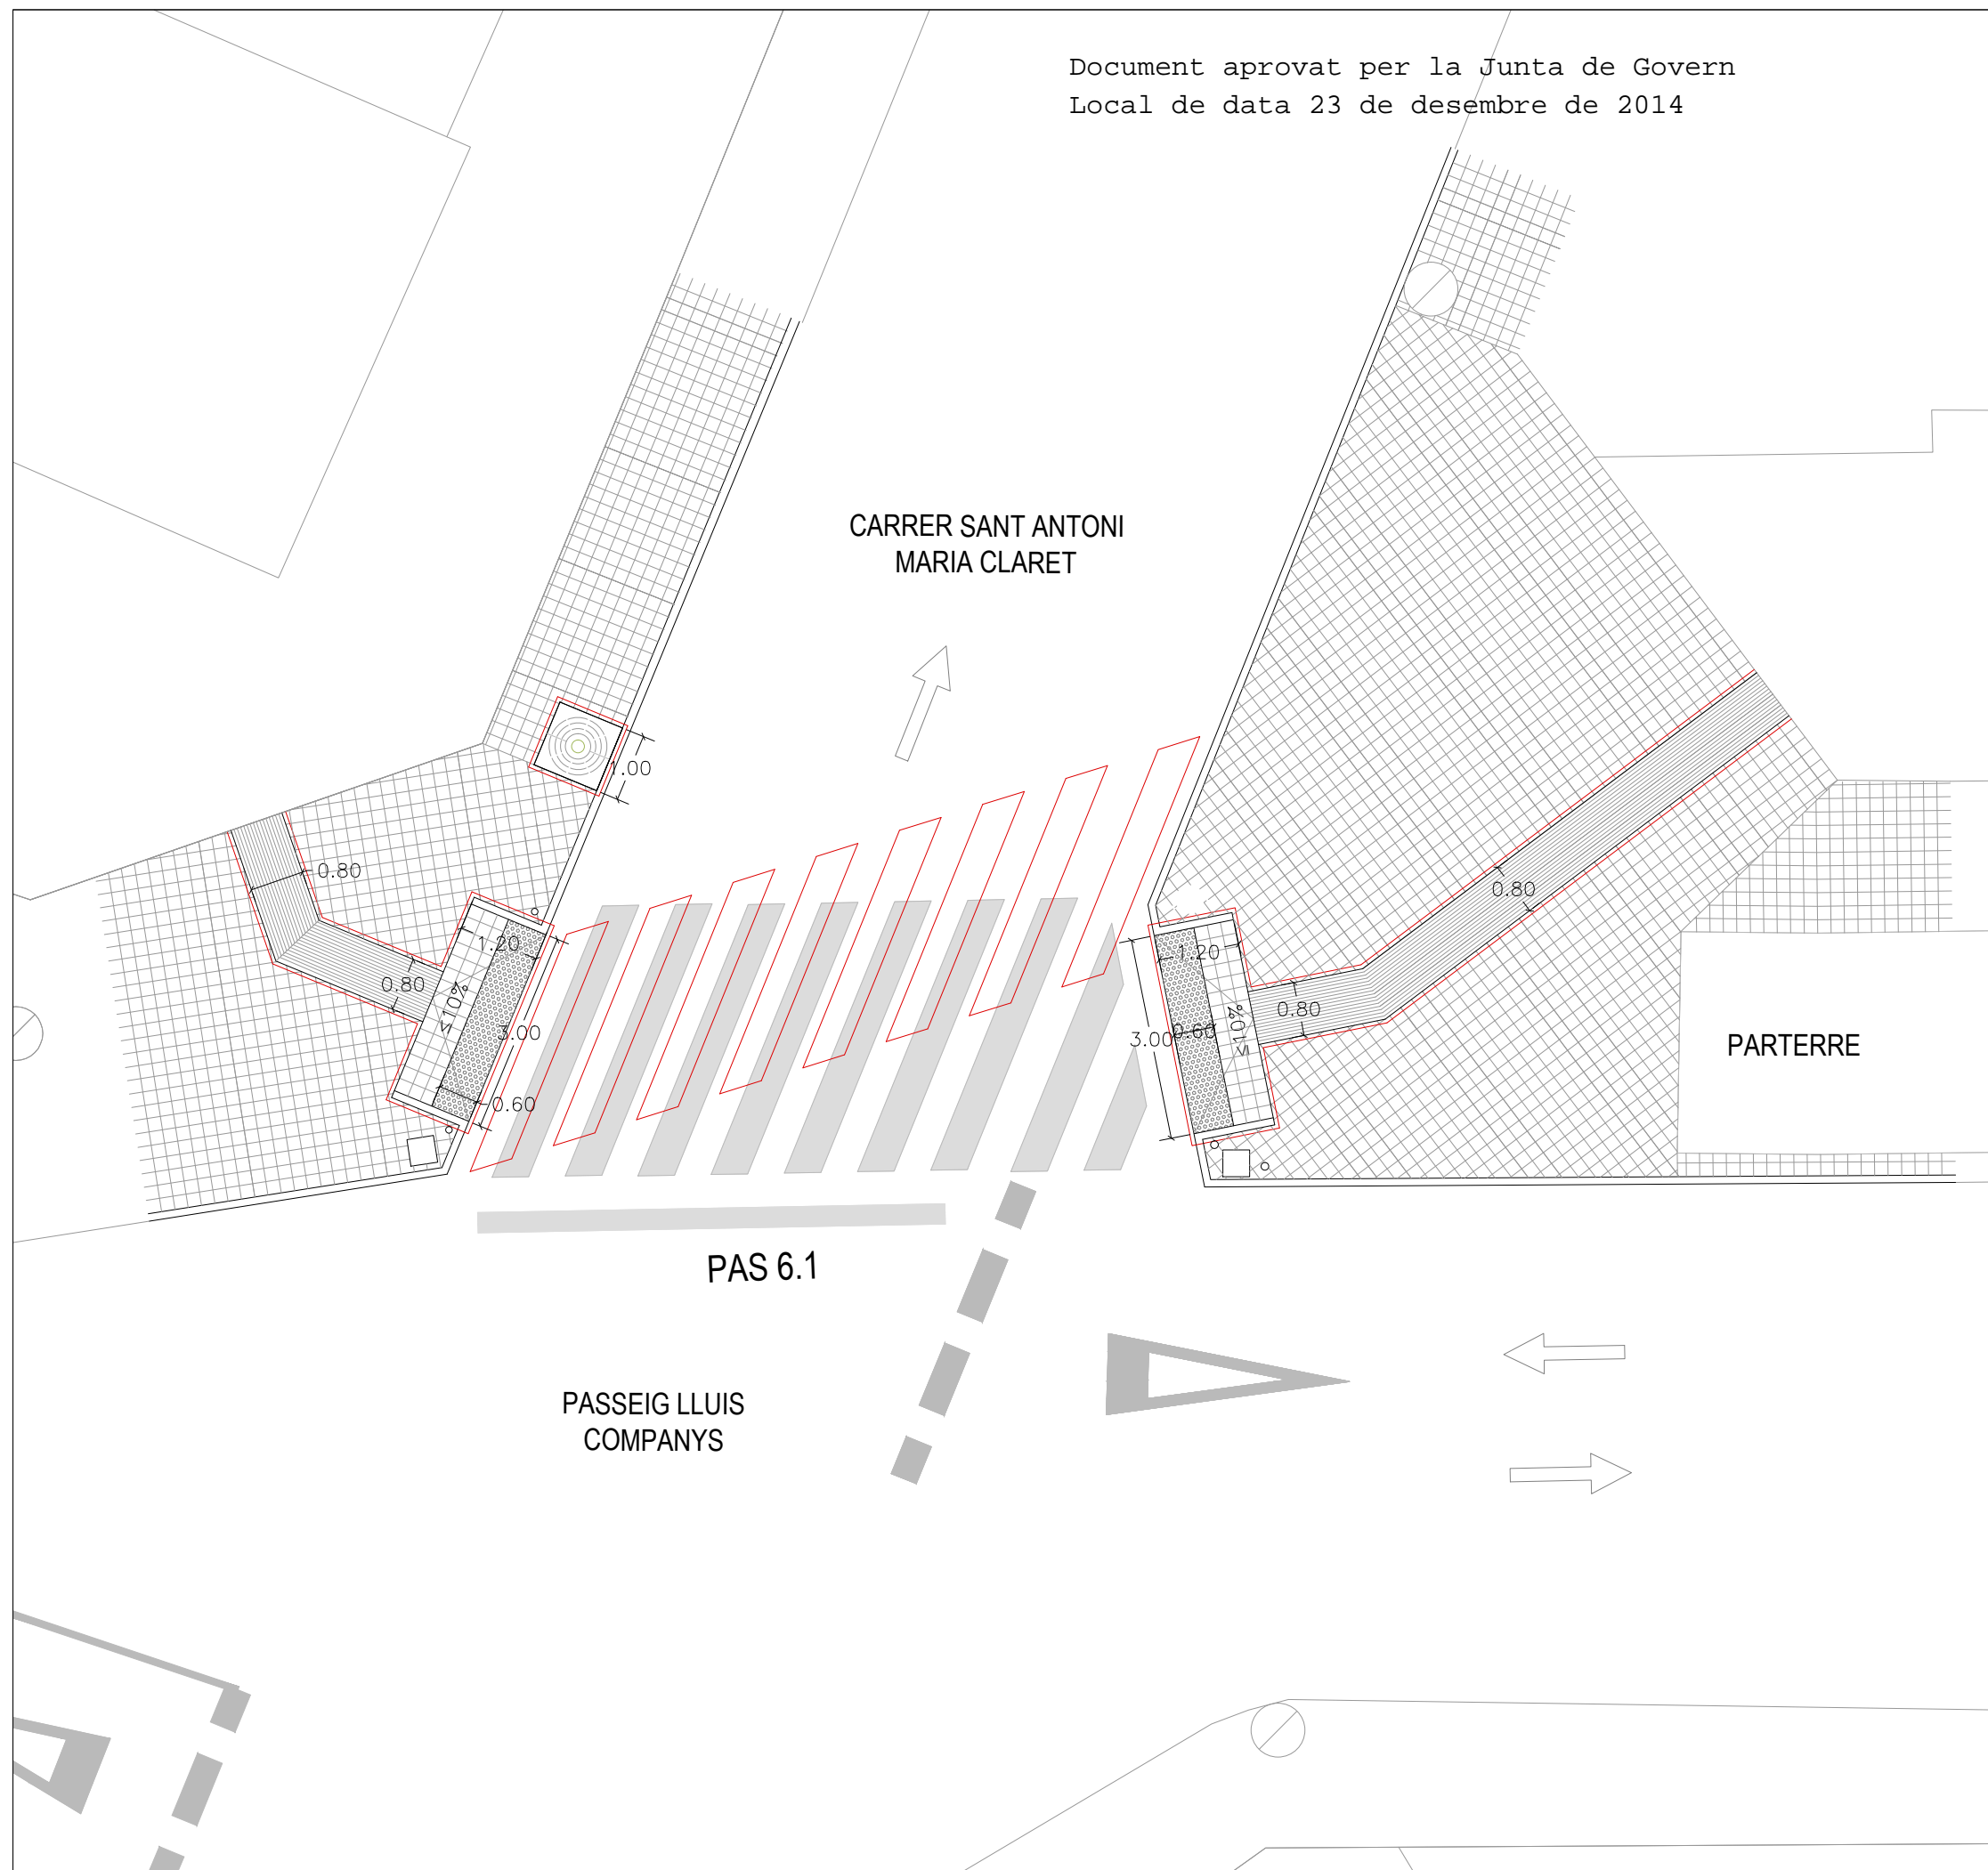 Document aprovat per la Junta de Govern
Local de data 23 de desembre de 2014
CARRER SANT ANTONI
MARIA CLARET
1.00
0.80
1.20
0.80
≤10%
3.00
0.60
1.20
0.80
0.80
3.00
0.60
≤10%
PARTERRE
PAS 6.1
PASSEIG LLUIS
COMPANYS